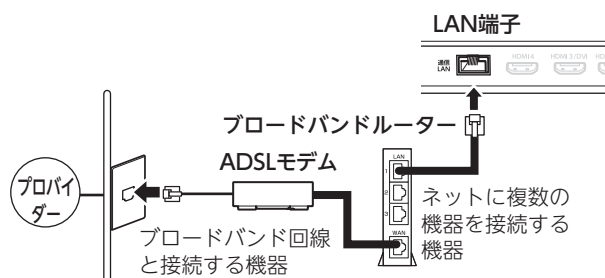 LAN端子
通信
LAN
HDMI 4
HDMI 3/DVI
ブロードバンドルーター
ADSLモデム
プロバイ
ダー
LAN
1
2
3
WAN
ネットに複数の
機器を接続する
機器
ブロードバンド回線
と接続する機器